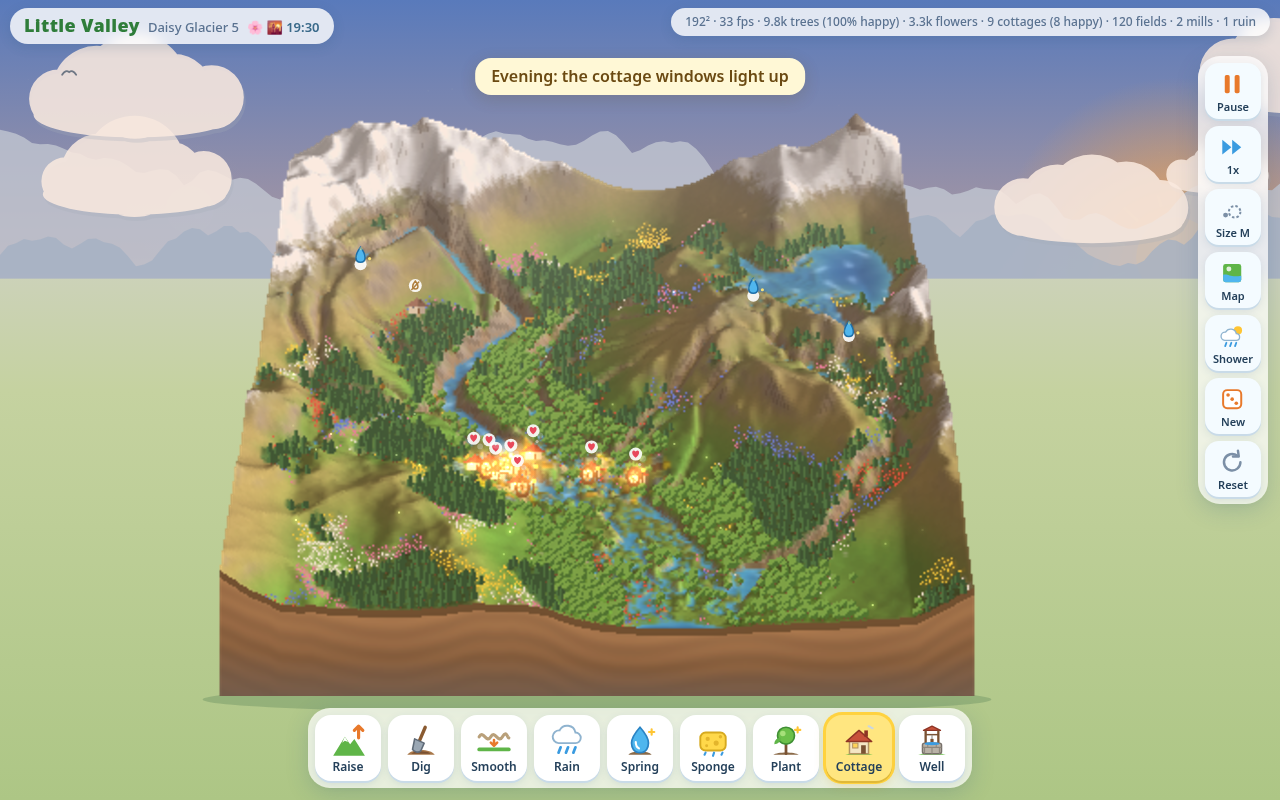 Little Valley Daisy Glacier 5 19:30
192² · 33 fps · 9.8k trees (100% happy) · 3.3k flowers · 9 cottages (8 happy) · 120 fields · 2 mills · 1 ruin
Evening: the cottage windows light up
Pause
1x
Size M
Map
Shower
New
Reset
Raise
Dig
Smooth
Rain
Spring
Sponge
Plant
Cottage
Well